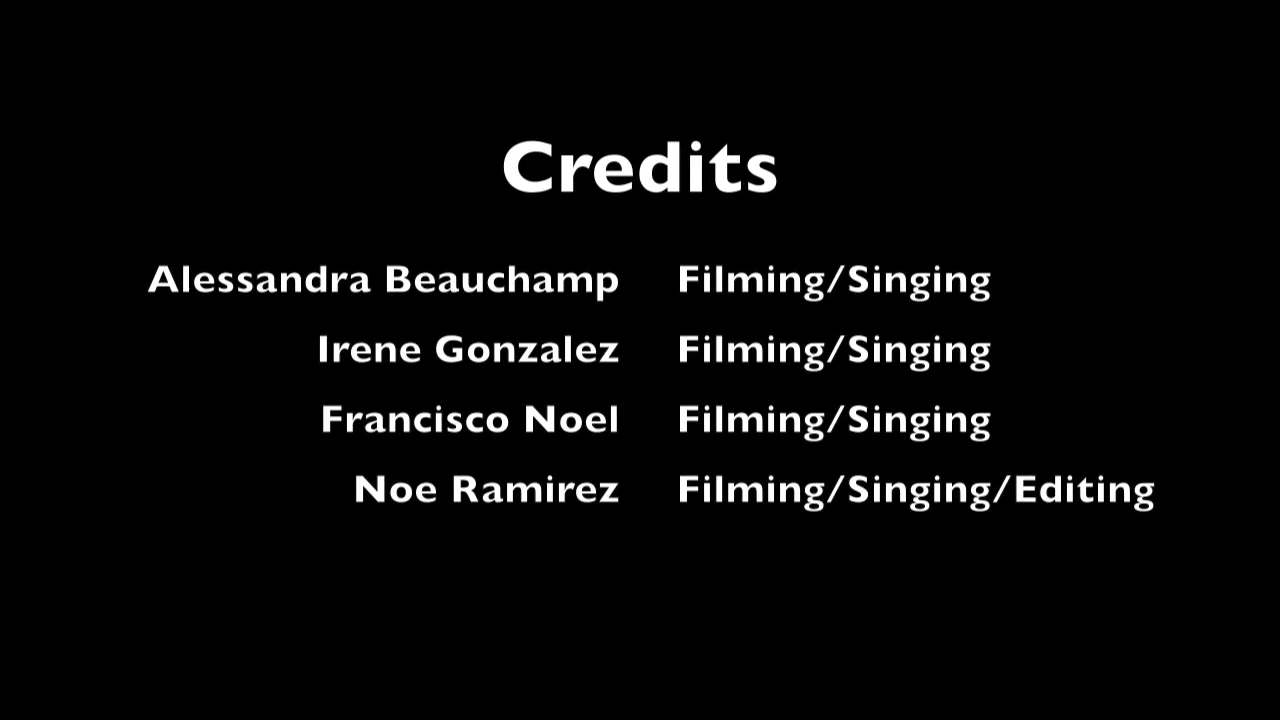 Credits
Alessandra Beauchamp Filming/Singing
Irene Gonzalez Filming/Singing
Francisco Noel Filming/Singing
Noe Ramirez Filming/Singing/Editing